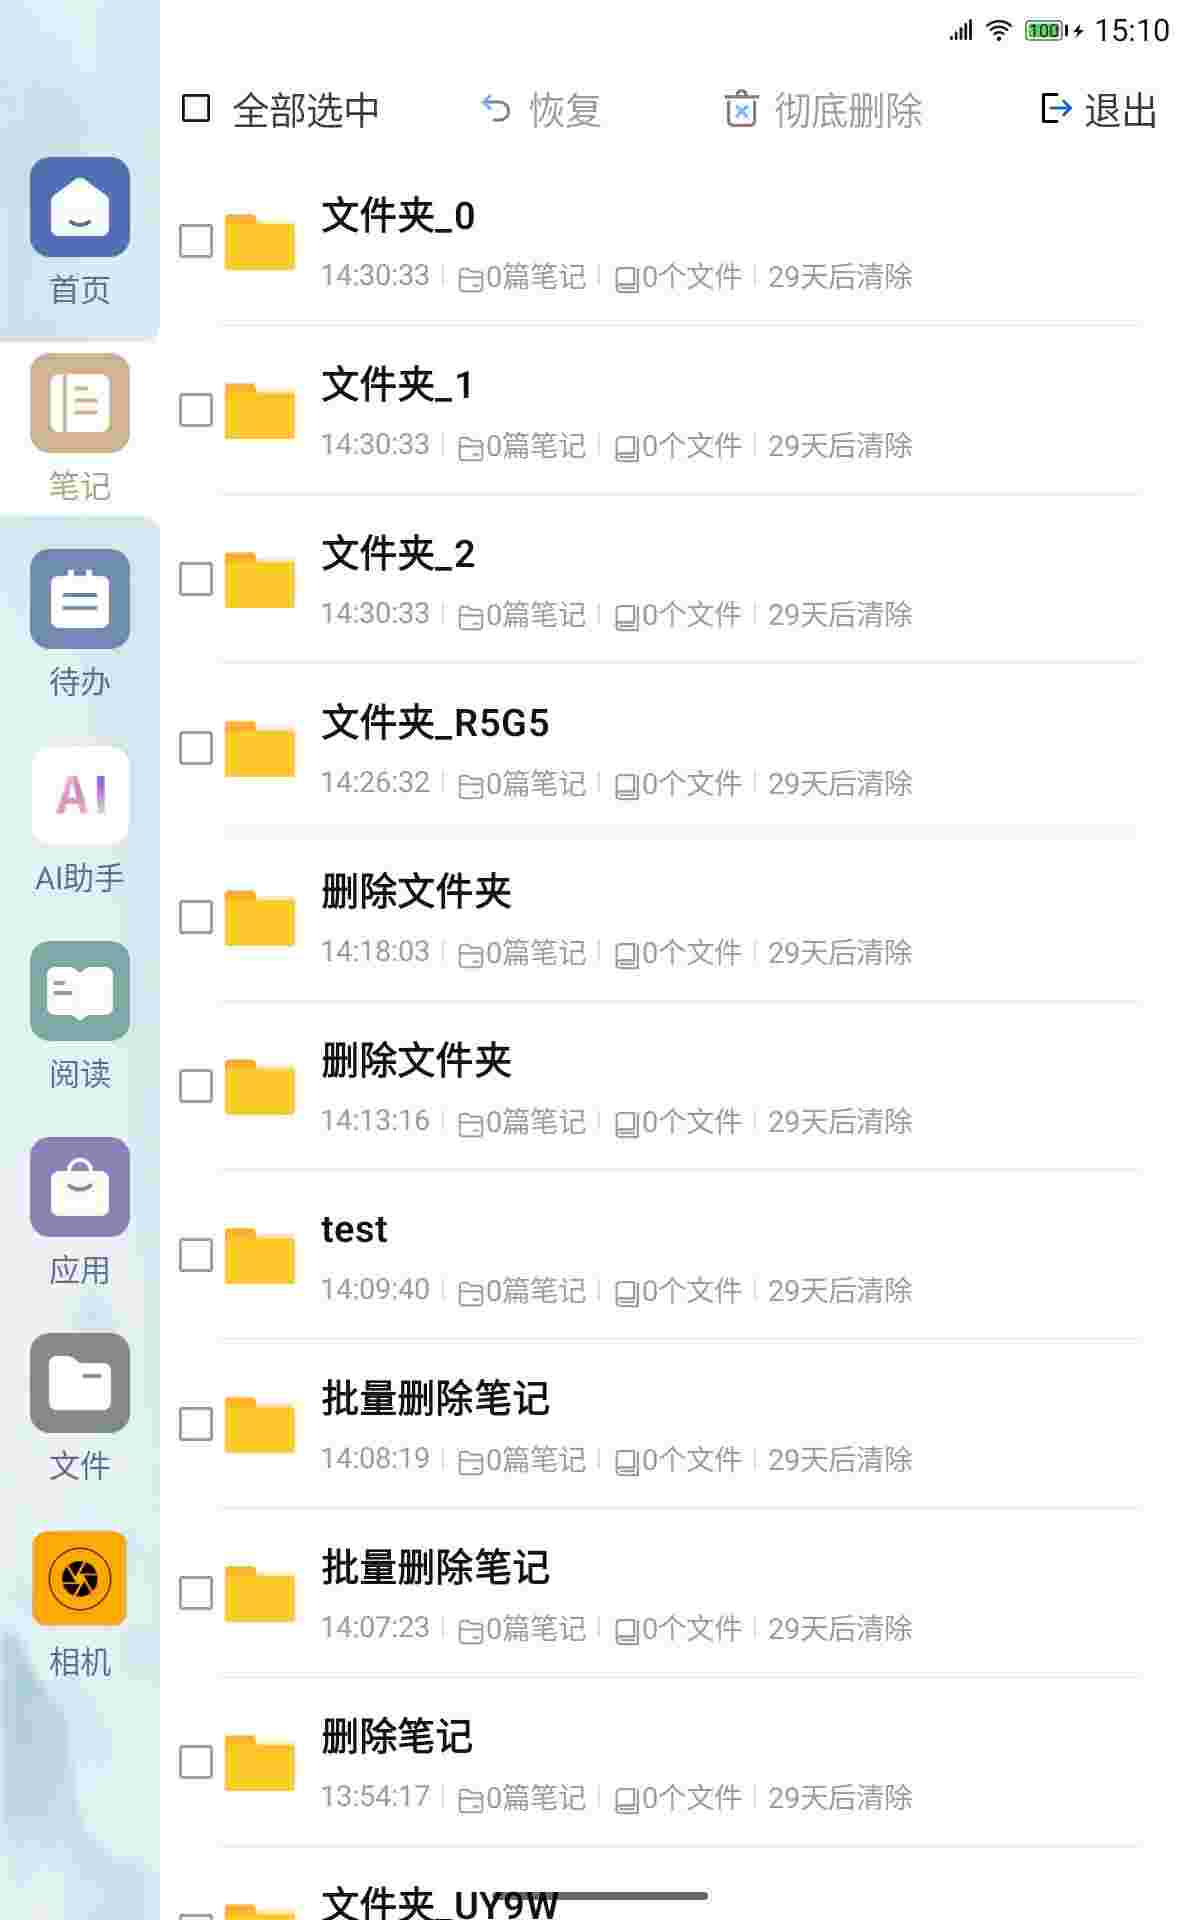 100 15:10
全部选中 恢复 彻底删除 退出
首页
笔记
待办
AI
AI助手
阅读
应用
文件
相机
文件夹_0
14:30:33 0篇笔记 0个文件 29天后清除
文件夹_1
14:30:33 0篇笔记 0个文件 29天后清除
文件夹_2
14:30:33 0篇笔记 0个文件 29天后清除
文件夹_R5G5
14:26:32 0篇笔记 0个文件 29天后清除
删除文件夹
14:18:03 0篇笔记 0个文件 29天后清除
删除文件夹
14:13:16 0篇笔记 0个文件 29天后清除
test
14:09:40 0篇笔记 0个文件 29天后清除
批量删除笔记
14:08:19 0篇笔记 0个文件 29天后清除
批量删除笔记
14:07:23 0篇笔记 0个文件 29天后清除
删除笔记
13:54:17 0篇笔记 0个文件 29天后清除
文件夹_UY9W